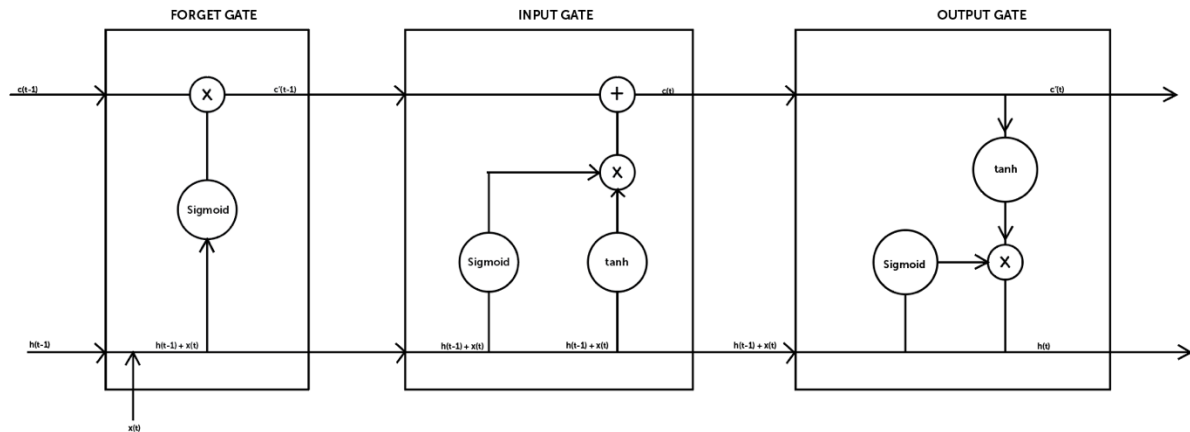 FORGET GATE
INPUT GATE
OUTPUT GATE
c(t-1)
X
c'(t-1)
+
c(t)
c'(t)
X
tanh
Sigmoid
Sigmoid
tanh
Sigmoid
X
h(t-1)
h(t-1) + x(t)
h(t-1) + x(t)
h(t-1) + x(t)
h(t-1) + x(t)
h(t)
x(t)